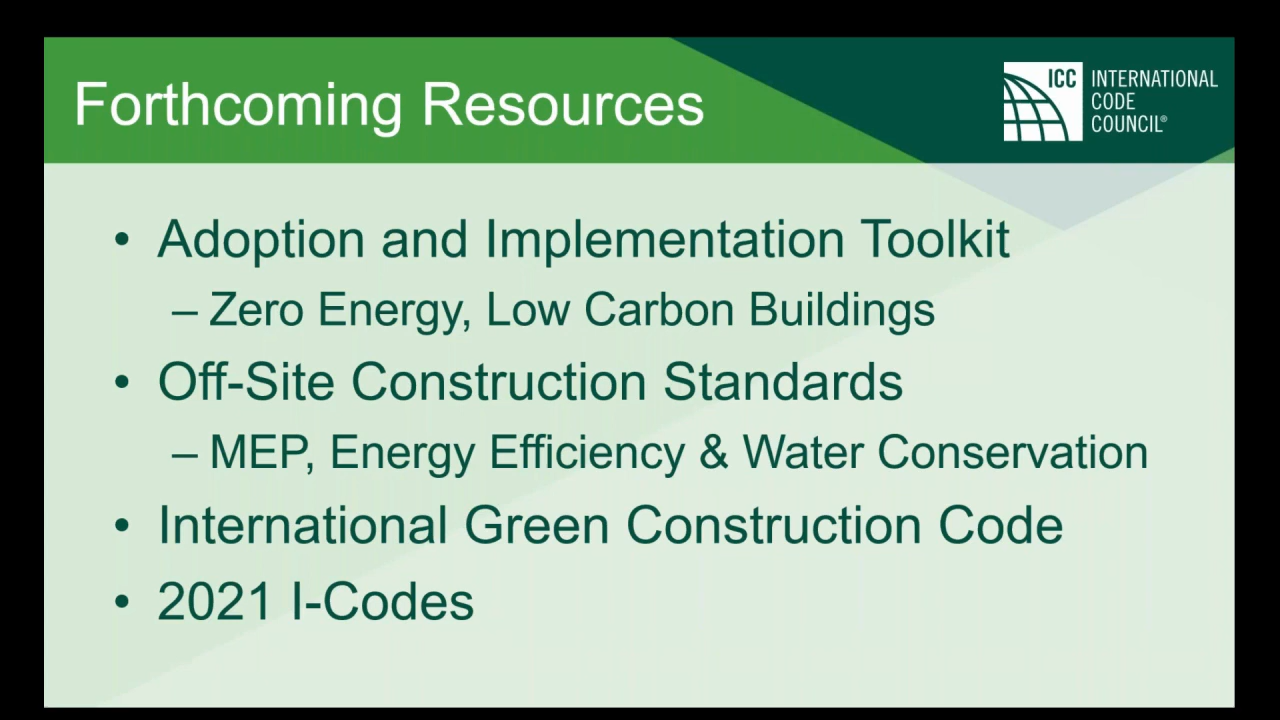 Forthcoming Resources
ICC
INTERNATIONAL
CODE
COUNCIL®
• Adoption and Implementation Toolkit
– Zero Energy, Low Carbon Buildings
• Off-Site Construction Standards
– MEP, Energy Efficiency & Water Conservation
• International Green Construction Code
• 2021 I-Codes